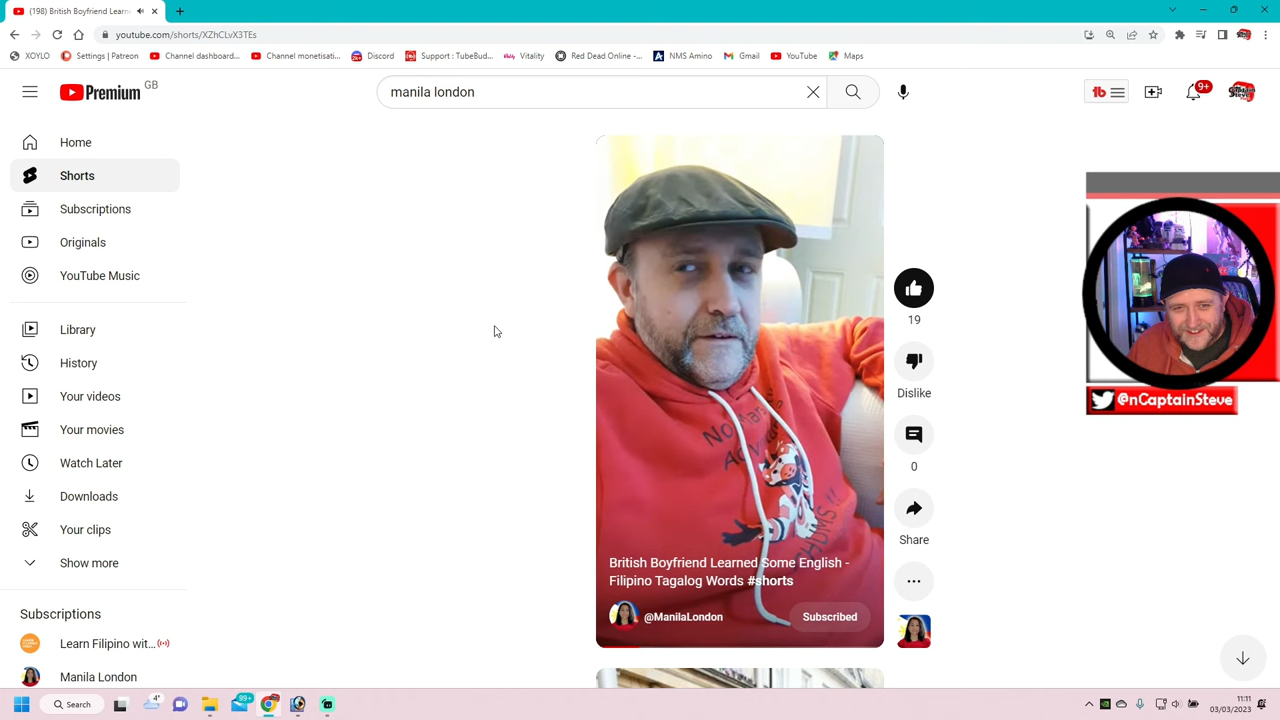 (198) British Boyfriend Learn
youtube.com/shorts/XZhCLvX3TEs
XOYLO
Settings | Patreon
Channel dashboard...
Channel monetisati...
Discord
Support : TubeBud...
Vitality
Red Dead Online -...
NMS Amino
Gmail
YouTube
Maps
Premium GB
manila london
9+
Home
Shorts
Subscriptions
Originals
YouTube Music
Library
History
Your videos
Your movies
Watch Later
Downloads
Your clips
Show more
Subscriptions
Learn Filipino wit...
Manila London
19
Dislike
0
Share
British Boyfriend Learned Some English -
Filipino Tagalog Words #shorts
@ManilaLondon
Subscribed
@nCaptainSteve
Search
4°
99+
11:11
03/03/2023